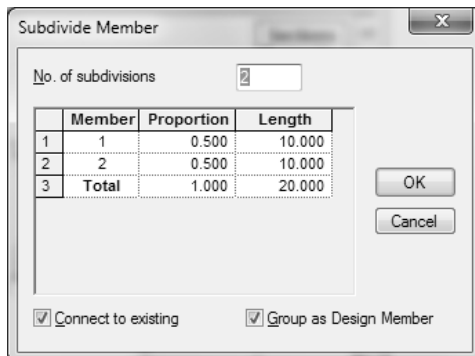 Subdivide Member
No. of subdivisions 2
Member Proportion Length
1 1 0.500 10.000
2 2 0.500 10.000
3 Total 1.000 20.000
OK
Cancel
Connect to existing Group as Design Member